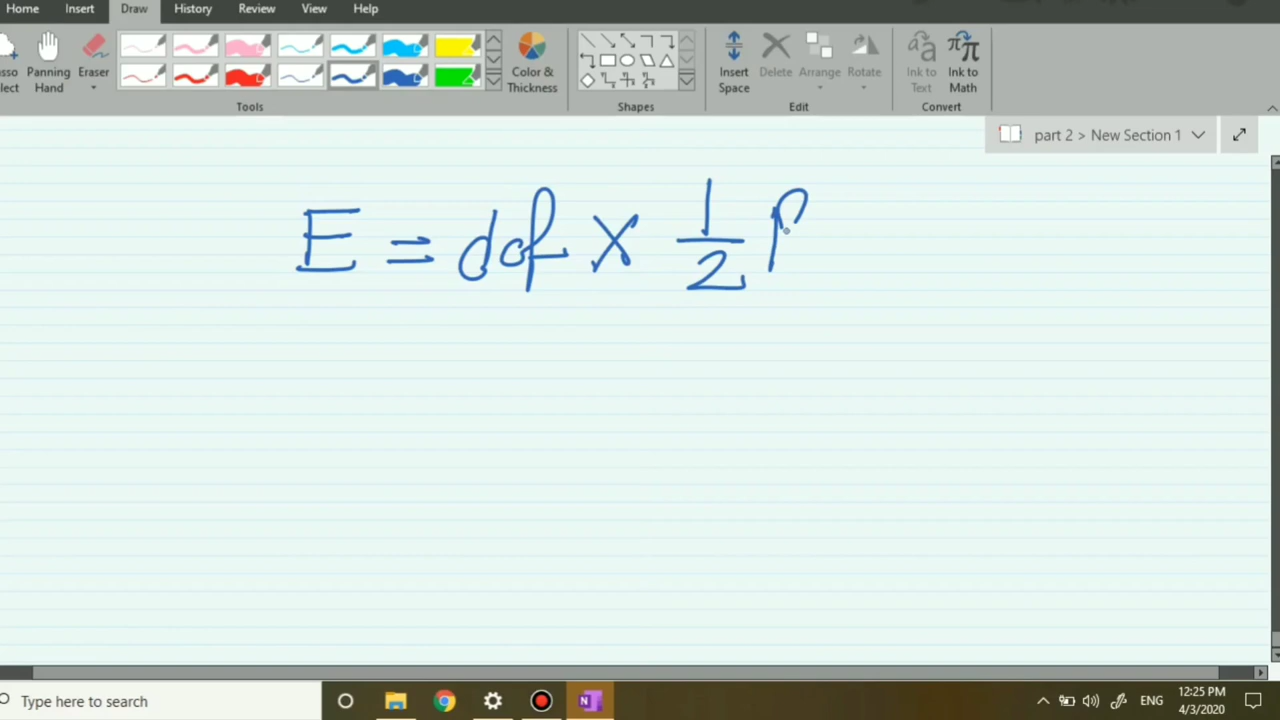 Home Insert Draw History Review View Help
Panning Hand Eraser Color & Thickness Insert Space Delete Arrange Rotate Ink to Text Ink to Math
Tools Shapes Edit Convert
part 2 > New Section 1
E = dof X 1/2 P
Type here to search
ENG 12:25 PM
4/3/2020